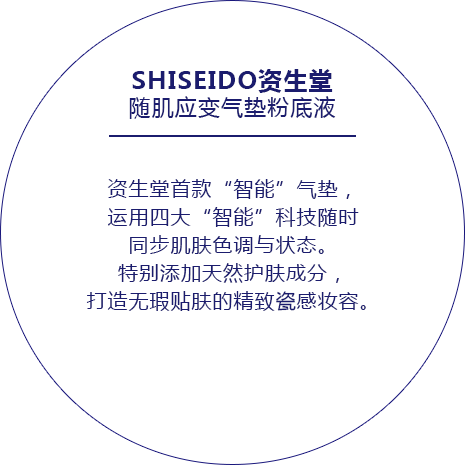 SHISEIDO资生堂
随肌应变气垫粉底液
资生堂首款“智能”气垫，
运用四大“智能”科技随时
同步肌肤色调与状态。
特别添加天然护肤成分，
打造无瑕贴肤的精致瓷感妆容。